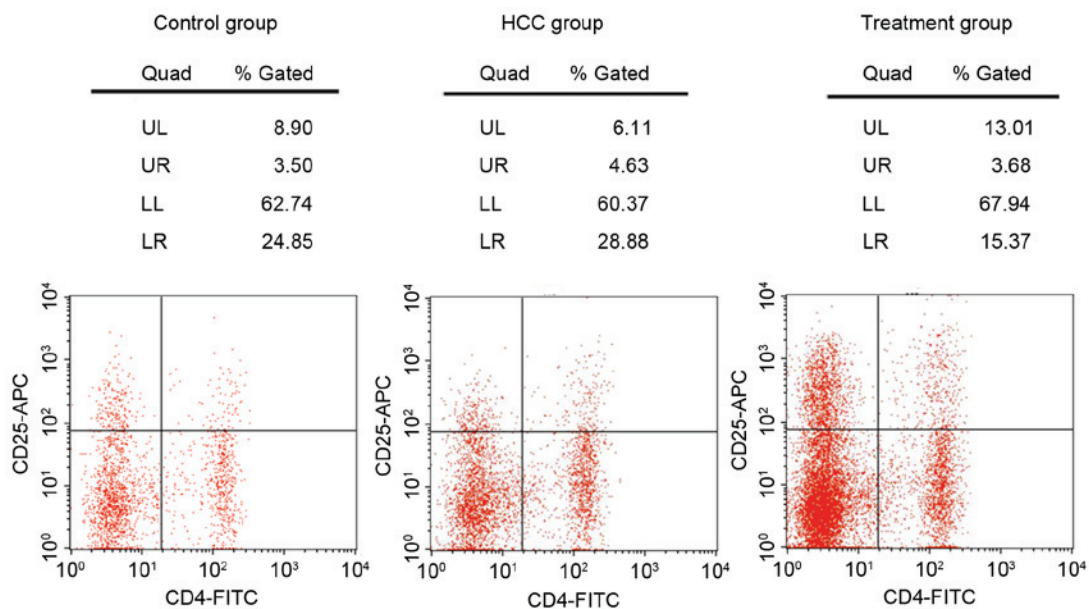 Control group
Quad % Gated
UL 8.90
UR 3.50
LL 62.74
LR 24.85
HCC group
Quad % Gated
UL 6.11
UR 4.63
LL 60.37
LR 28.88
Treatment group
Quad % Gated
UL 13.01
UR 3.68
LL 67.94
LR 15.37
CD25-APC
10⁴
10³
10²
10¹
10⁰
10⁰ 10¹ 10² 10³ 10⁴
CD4-FITC
CD25-APC
10⁴
10³
10²
10¹
10⁰
10⁰ 10¹ 10² 10³ 10⁴
CD4-FITC
CD25-APC
10⁴
10³
10²
10¹
10⁰
10⁰ 10¹ 10² 10³ 10⁴
CD4-FITC